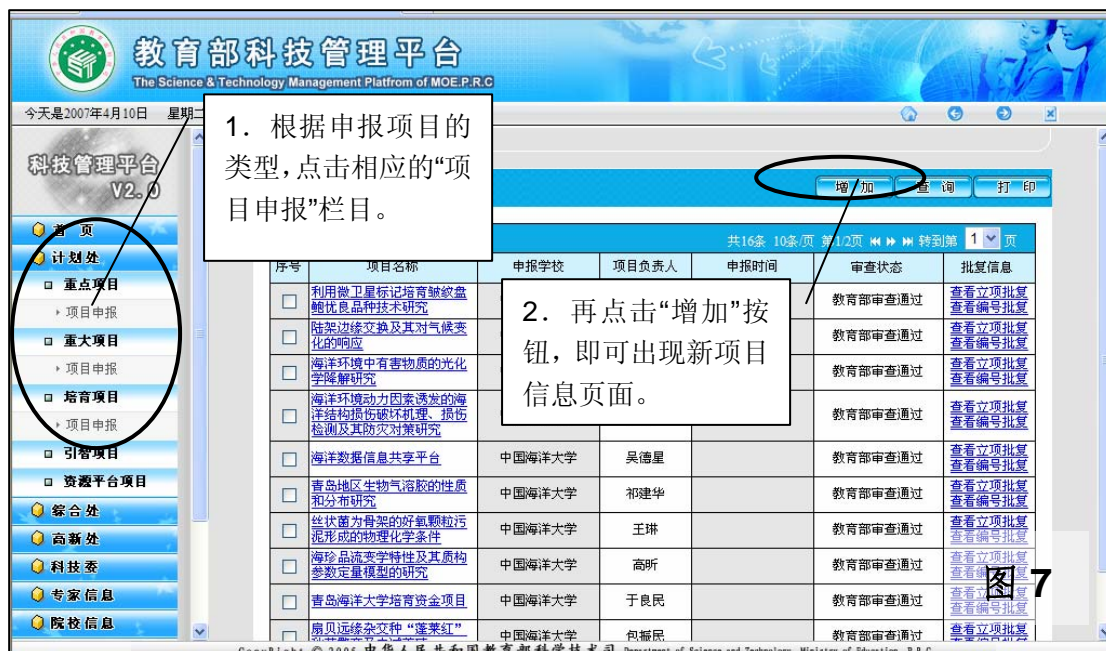 教育部科技管理平台
The Science & Technology Management Platfrom of MOE.P.R.C
今天是2007年4月10日 星期二
1．根据申报项目的
类型，点击相应的“项
目申报”栏目。
科技管理平台
V2.0
增 加
查 询
打 印
首 页
计划处
重点项目
项目申报
重大项目
项目申报
培育项目
项目申报
引智项目
资源平台项目
综合处
高新处
科技委
专家信息
院校信息
共16条 10条/页 第1/2页 转到第 1 页
序号 项目名称 申报学校 项目负责人 申报时间 审查状态 批复信息
利用微卫星标记培育皱纹盘
鲍优良品种技术研究
教育部审查通过
查看立项批复
查看编号批复
陆架边缘交换及其对气候变
化的响应
教育部审查通过
查看立项批复
查看编号批复
海洋环境中有害物质的光化
学降解研究
教育部审查通过
查看立项批复
查看编号批复
海洋环境动力因素诱发的海
洋结构损伤破坏机理、损伤
检测及其防灾对策研究
教育部审查通过
查看立项批复
查看编号批复
2．再点击“增加”按
钮，即可出现新项目
信息页面。
海洋数据信息共享平台 中国海洋大学 吴德星 教育部审查通过
查看立项批复
查看编号批复
青岛地区生物气溶胶的性质
和分布研究
中国海洋大学 祁建华 教育部审查通过
查看立项批复
查看编号批复
丝状菌为骨架的好氧颗粒污
泥形成的物理化学条件
中国海洋大学 王琳 教育部审查通过
查看立项批复
查看编号批复
海珍品流变学特性及其质构
参数定量模型的研究
中国海洋大学 高昕 教育部审查通过
查看立项批复
查看编号批复
青岛海洋大学培育资金项目 中国海洋大学 于良民 教育部审查通过
查看立项批复
查看编号批复
扇贝远缘杂交种“蓬莱红”
中国海洋大学 包振民 教育部审查通过
查看立项批复
图 7
CopyRight © 2006 中华人民共和国教育部科学技术司 Department of Science and Technology, Ministry of Education, P.R.C